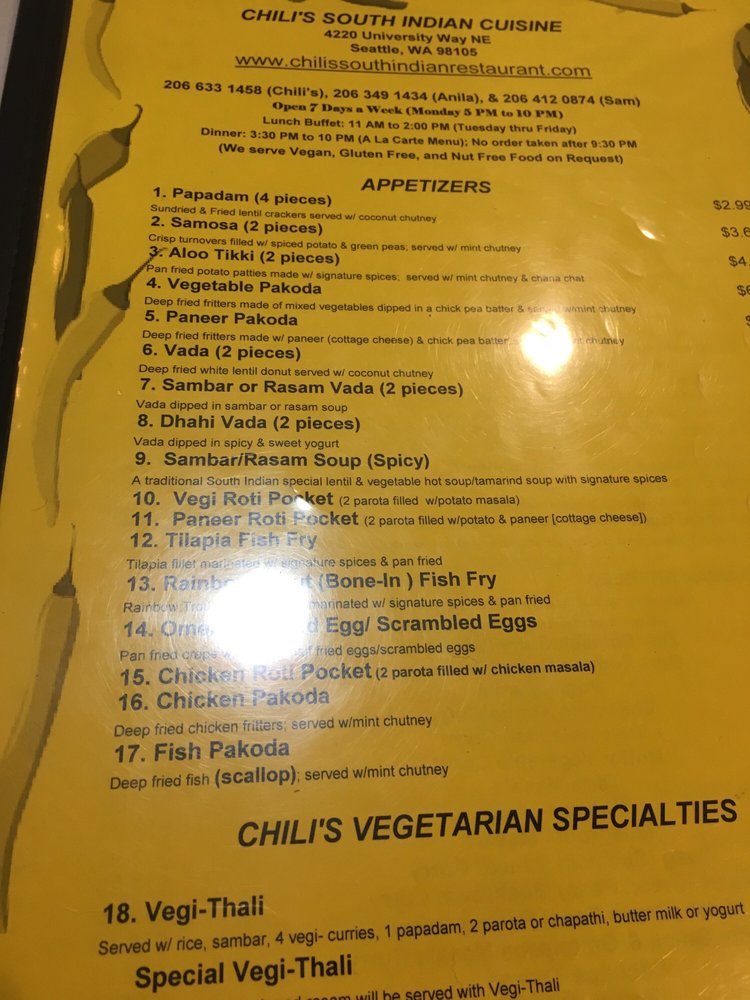 CHILI'S SOUTH INDIAN CUISINE
4220 University Way NE
Seattle, WA 98105
www.chilissouthindianrestaurant.com
206 633 1458 (Chili's), 206 349 1434 (Anila), & 206 412 0874 (Sam)
Open 7 Days a Week (Monday 5 PM to 10 PM)
Lunch Buffet: 11 AM to 2:00 PM (Tuesday thru Friday)
Dinner: 3:30 PM to 10 PM (A La Carte Menu); No order taken after 9:30 PM
(We serve Vegan, Gluten Free, and Nut Free Food on Request)
APPETIZERS
1. Papadam (4 pieces) $2.99
Sundried & Fried lentil crackers served w/ coconut chutney
2. Samosa (2 pieces) $3.6
Crisp turnovers filled w/ spiced potato & green peas; served w/ mint chutney
3. Aloo Tikki (2 pieces) $4.
Pan fried potato patties made w/ signature spices; served w/ mint chutney & chana chat
4. Vegetable Pakoda
Deep fried fritters made of mixed vegetables dipped in a chick pea batter & served w/mint chutney
5. Paneer Pakoda
Deep fried fritters made w/ paneer (cottage cheese) & chick pea batter chutney
6. Vada (2 pieces)
Deep fried white lentil donut served w/ coconut chutney
7. Sambar or Rasam Vada (2 pieces)
Vada dipped in sambar or rasam soup
8. Dhahi Vada (2 pieces)
Vada dipped in spicy & sweet yogurt
9. Sambar/Rasam Soup (Spicy)
A traditional South Indian special lentil & vegetable hot soup/tamarind soup with signature spices
10. Vegi Roti Pocket (2 parota filled w/potato masala)
11. Paneer Roti Pocket (2 parota filled w/potato & paneer [cottage cheese])
12. Tilapia Fish Fry
Tilapia fillet marinated w/ signature spices & pan fried
13. Rainbow (Bone-In ) Fish Fry
Rainbow marinated w/ signature spices & pan fried
14. Egg/ Scrambled Eggs
Pan fried crepe fried eggs/scrambled eggs
15. Chicken Roti Pocket (2 parota filled w/ chicken masala)
16. Chicken Pakoda
Deep fried chicken fritters; served w/mint chutney
17. Fish Pakoda
Deep fried fish (scallop); served w/mint chutney
CHILI'S VEGETARIAN SPECIALTIES
18. Vegi-Thali
Served w/ rice, sambar, 4 vegi- curries, 1 papadam, 2 parota or chapathi, butter milk or yogurt
Special Vegi-Thali
will be served with Vegi-Thali